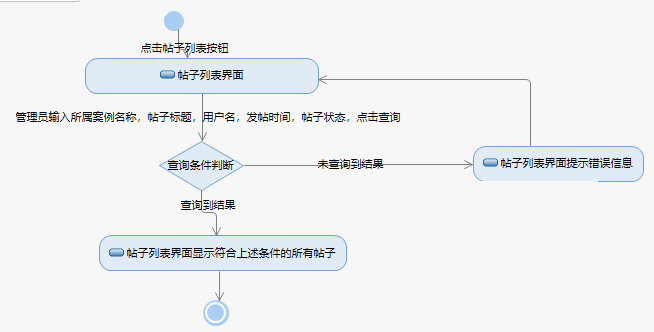 点击帖子列表按钮
帖子列表界面
管理员输入所属案例名称，帖子标题，用户名，发帖时间，帖子状态，点击查询
查询条件判断
未查询到结果
帖子列表界面提示错误信息
查询到结果
帖子列表界面显示符合上述条件的所有帖子